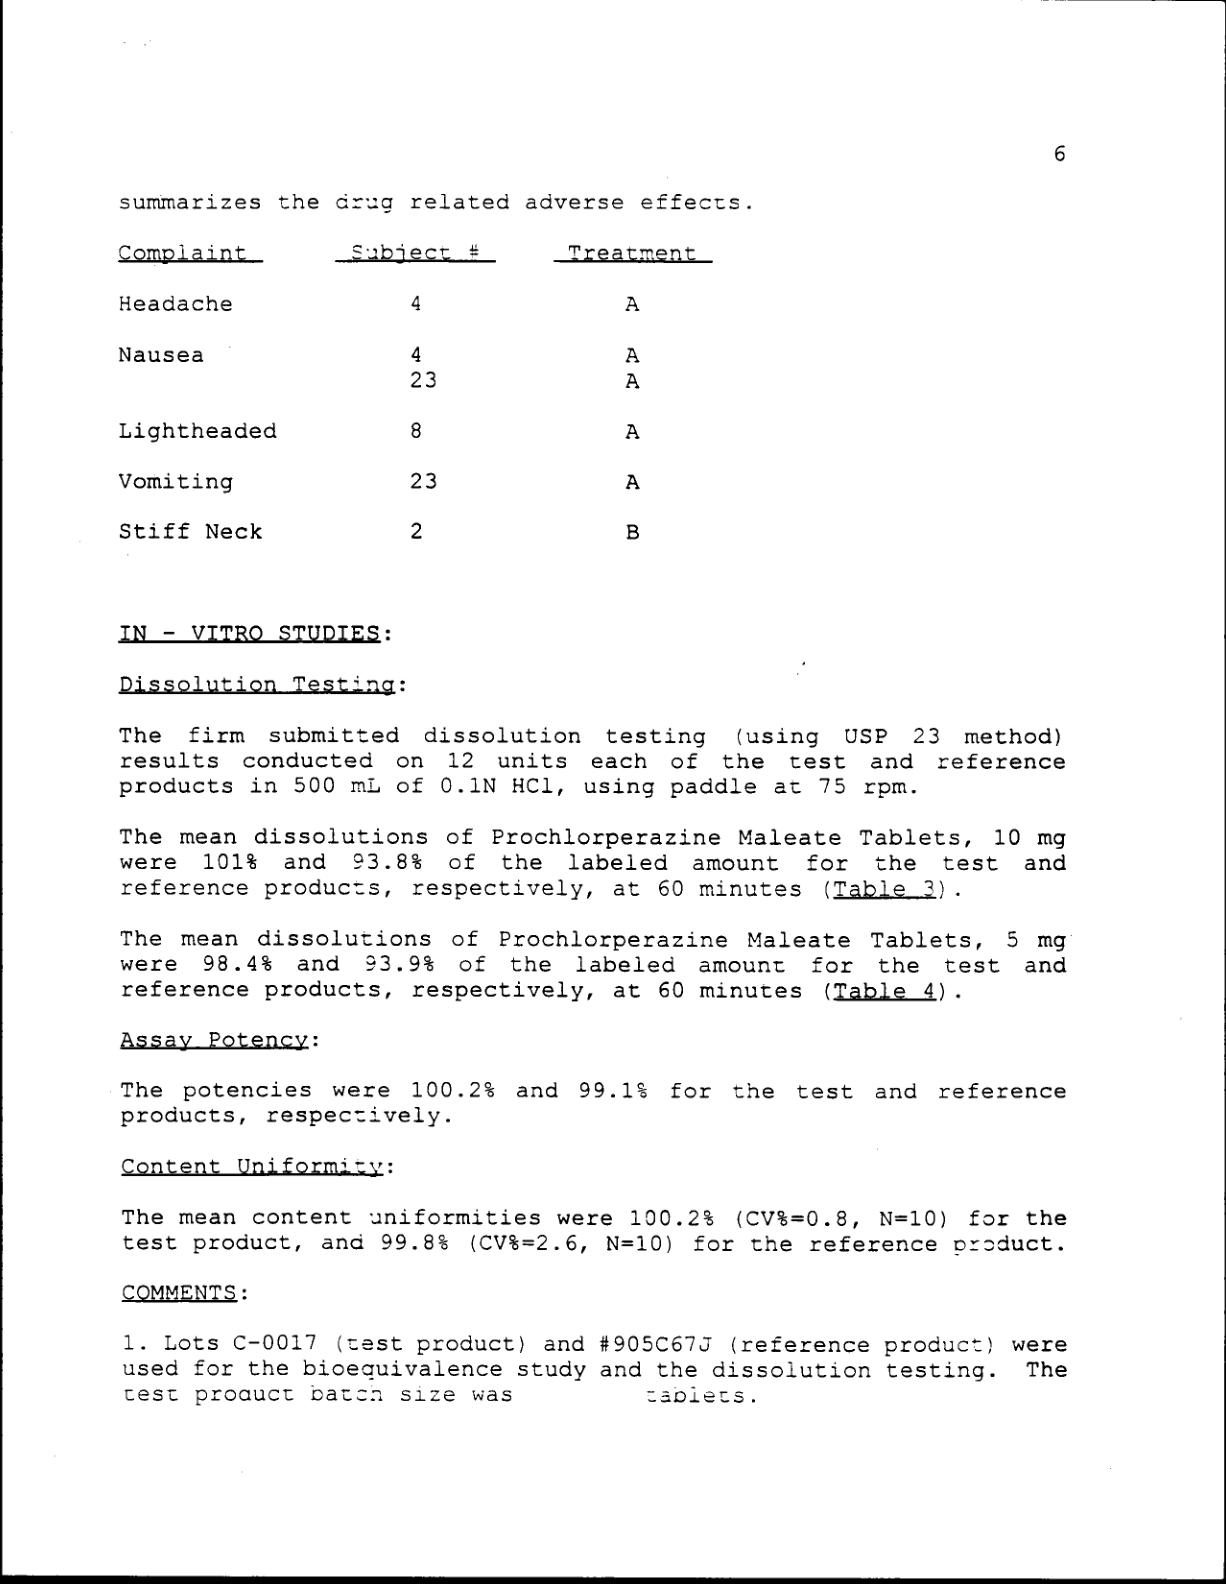 6
summarizes the drug related adverse effects.
Complaint Subject # Treatment
Headache 4 A
Nausea 4 A
23 A
Lightheaded 8 A
Vomiting 23 A
Stiff Neck 2 B
IN - VITRO STUDIES:
Dissolution Testing:
The firm submitted dissolution testing (using USP 23 method)
results conducted on 12 units each of the test and reference
products in 500 mL of 0.1N HCl, using paddle at 75 rpm.
The mean dissolutions of Prochlorperazine Maleate Tablets, 10 mg
were 101% and 93.8% of the labeled amount for the test and
reference products, respectively, at 60 minutes (Table 3).
The mean dissolutions of Prochlorperazine Maleate Tablets, 5 mg
were 98.4% and 93.9% of the labeled amount for the test and
reference products, respectively, at 60 minutes (Table 4).
Assay Potency:
The potencies were 100.2% and 99.1% for the test and reference
products, respectively.
Content Uniformity:
The mean content uniformities were 100.2% (CV%=0.8, N=10) for the
test product, and 99.8% (CV%=2.6, N=10) for the reference product.
COMMENTS:
1. Lots C-0017 (test product) and #905C67J (reference product) were
used for the bioequivalence study and the dissolution testing. The
test product batch size was tablets.